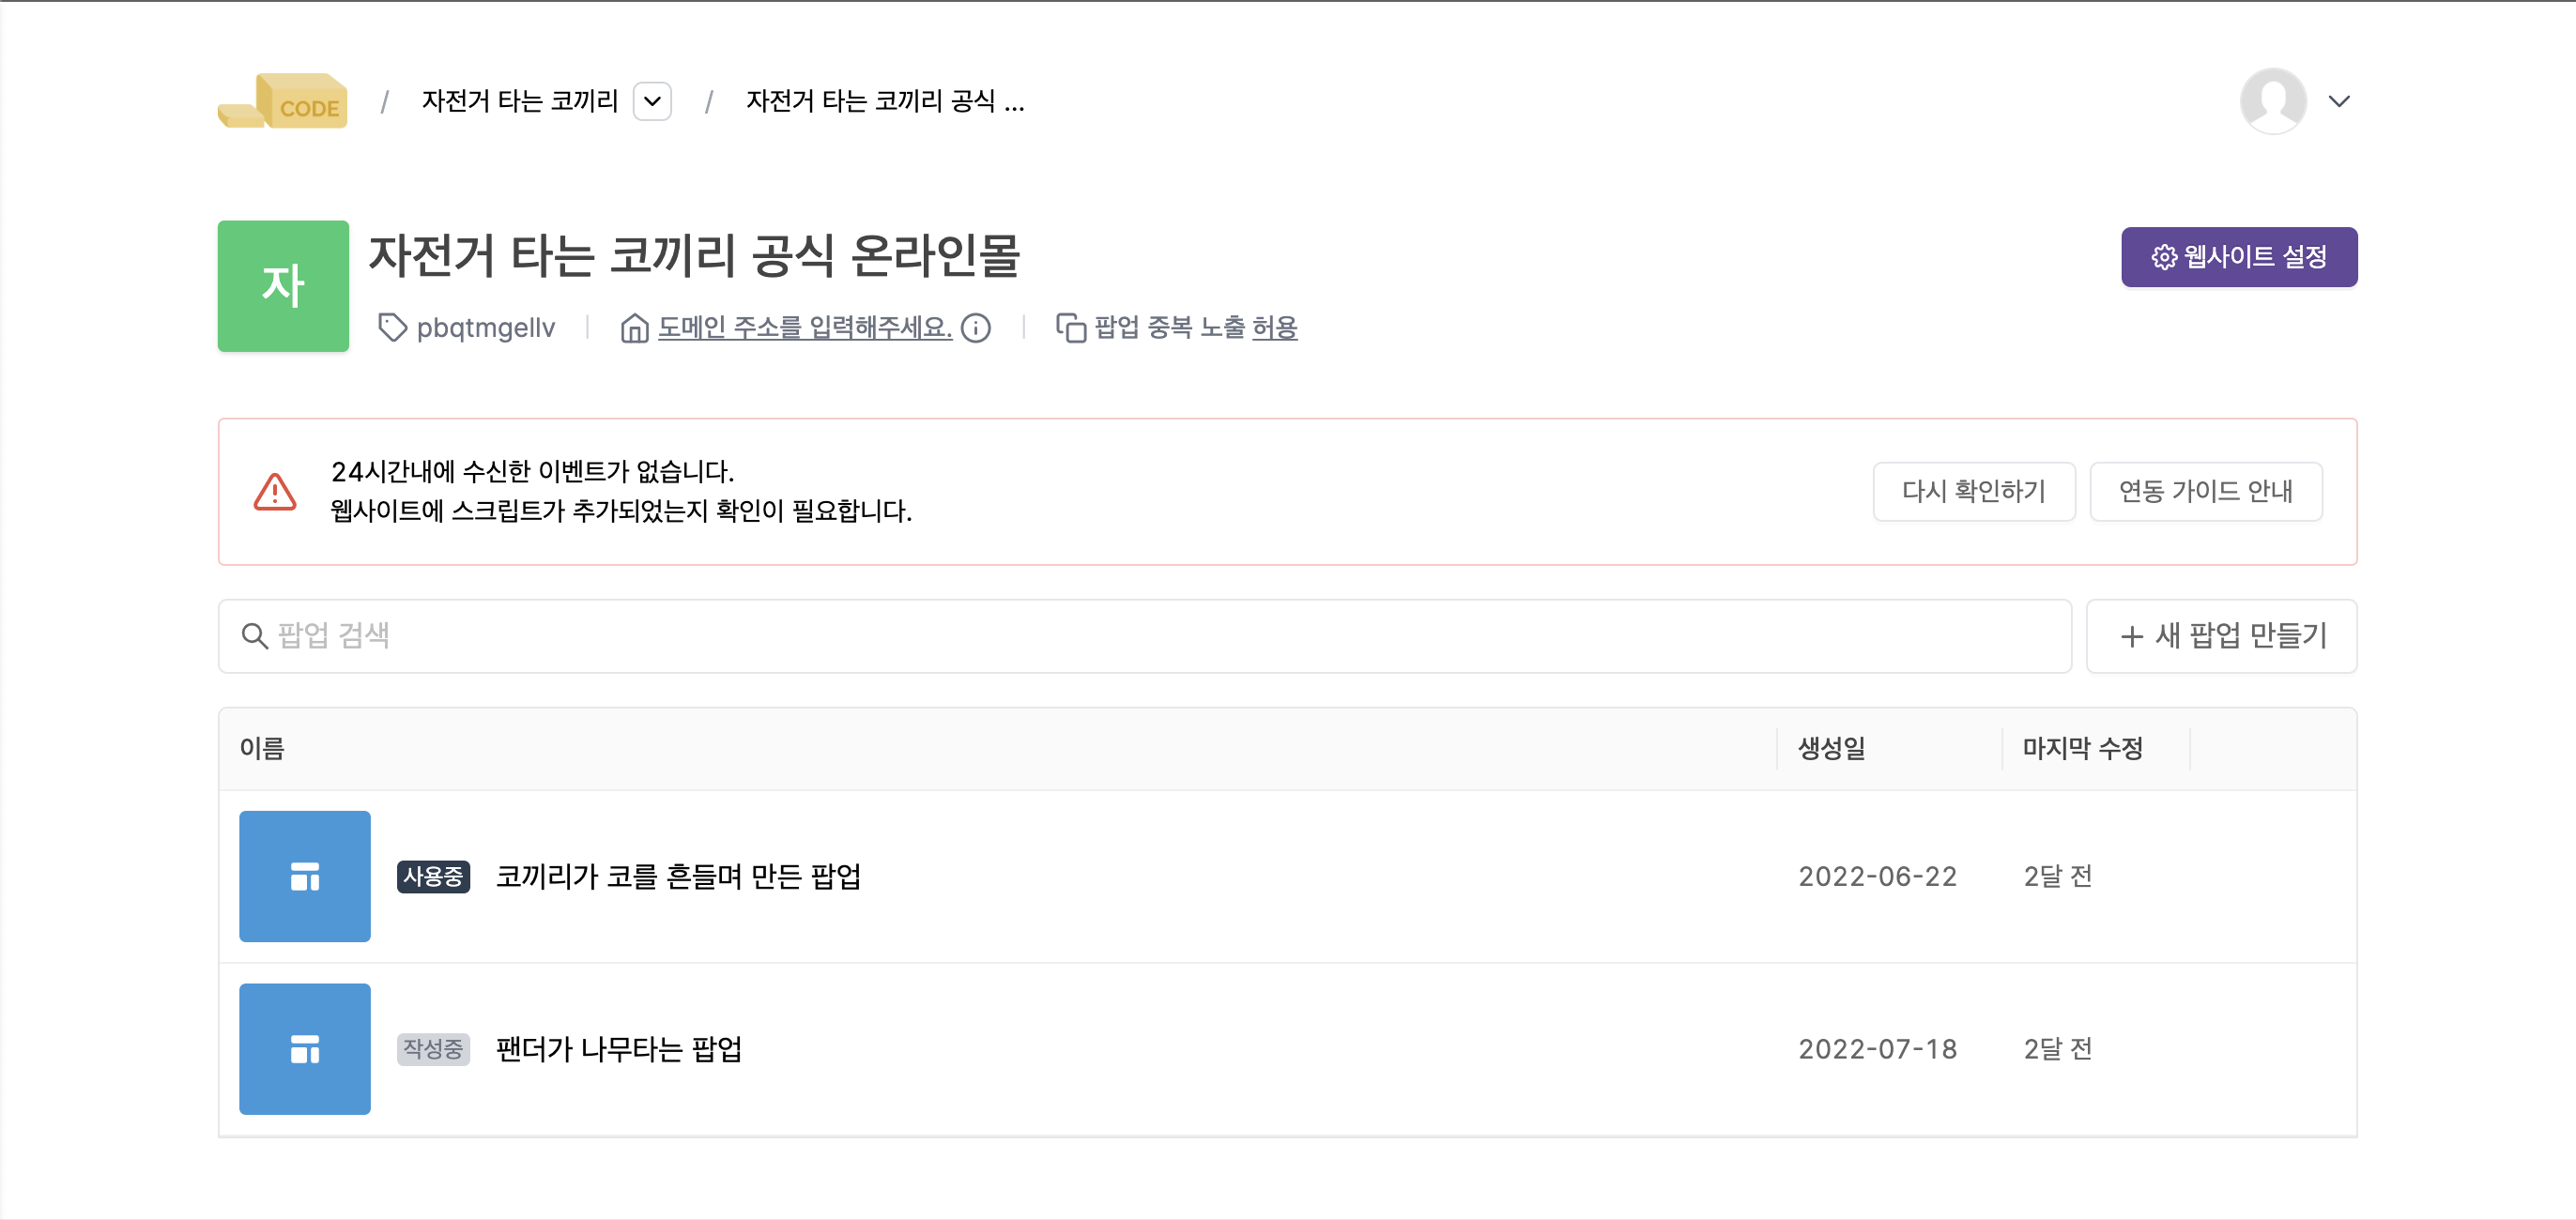 CODE / 자전거 타는 코끼리 / 자전거 타는 코끼리 공식 ...
자
자전거 타는 코끼리 공식 온라인몰
웹사이트 설정
pbqtmgellv | 도메인 주소를 입력해주세요. | 팝업 중복 노출 허용
24시간내에 수신한 이벤트가 없습니다.
웹사이트에 스크립트가 추가되었는지 확인이 필요합니다.
다시 확인하기
연동 가이드 안내
팝업 검색
+ 새 팝업 만들기
이름 생성일 마지막 수정
사용중 코끼리가 코를 흔들며 만든 팝업 2022-06-22 2달 전
작성중 팬더가 나무타는 팝업 2022-07-18 2달 전